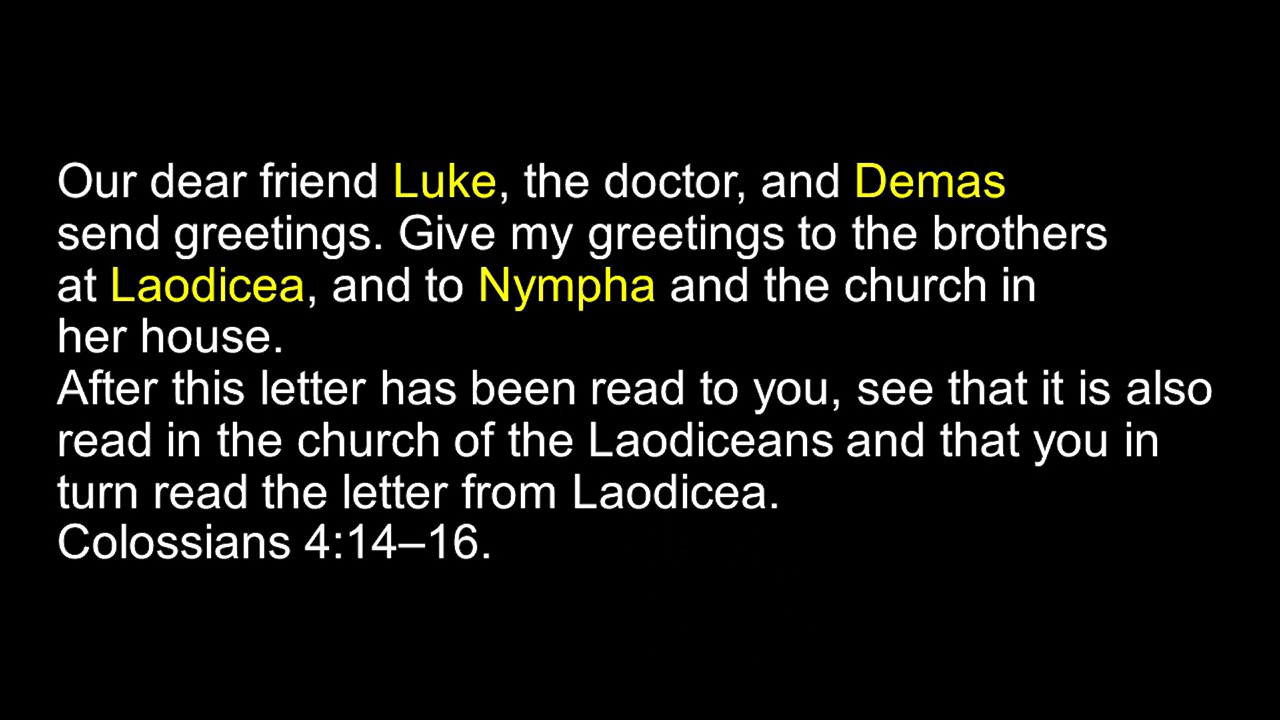 Our dear friend Luke, the doctor, and Demas
send greetings. Give my greetings to the brothers
at Laodicea, and to Nympha and the church in
her house.
After this letter has been read to you, see that it is also
read in the church of the Laodiceans and that you in
turn read the letter from Laodicea.
Colossians 4:14–16.